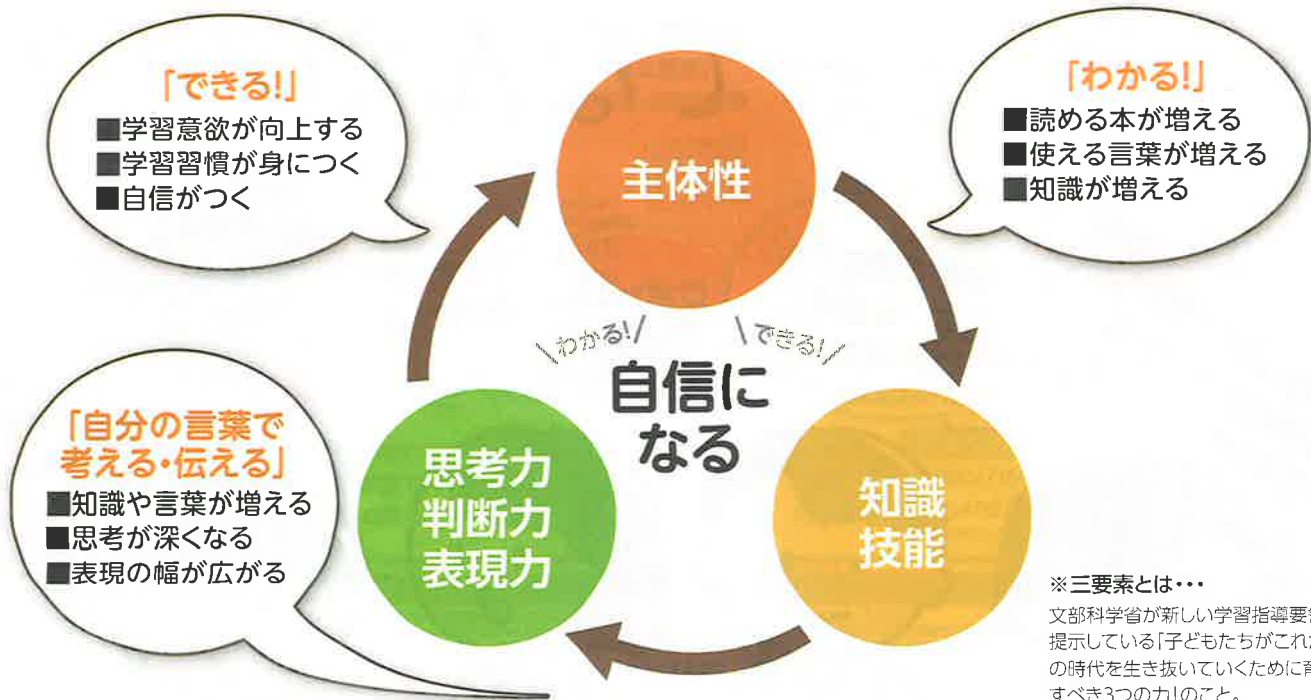 「できる!」
■学習意欲が向上する
■学習習慣が身につく
■自信がつく
「わかる!」
■読める本が増える
■使える言葉が増える
■知識が増える
主体性
\わかる!/ \できる!/
自信に
なる
「自分の言葉で
考える・伝える」
■知識や言葉が増える
■思考が深くなる
■表現の幅が広がる
思考力
判断力
表現力
知識
技能
※三要素とは・・・
文部科学省が新しい学習指導要
提示している「子どもたちがこれ
の時代を生き抜いていくために
すべき3つの力」のこと。